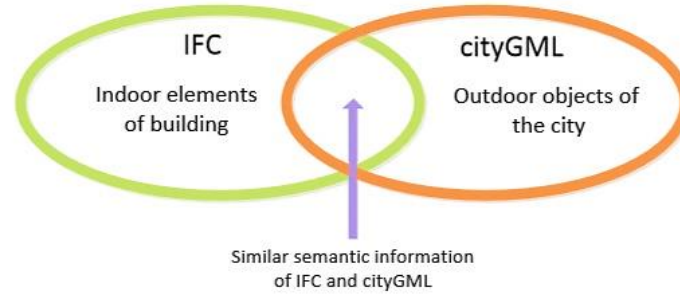 IFC
Indoor elements
of building
cityGML
Outdoor objects of
the city
Similar semantic information
of IFC and cityGML